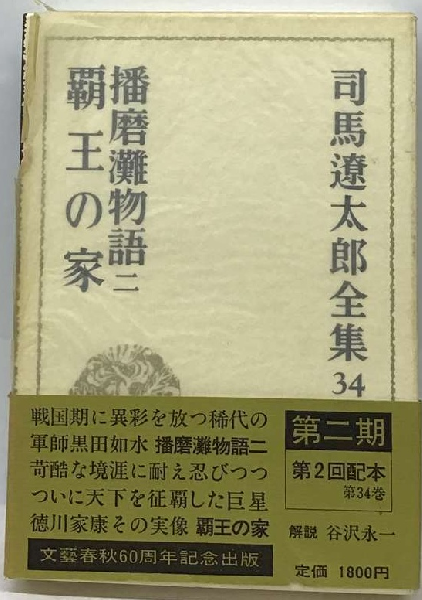 司馬遼太郎全集34
播磨灘物語二
覇王の家
戦国期に異彩を放つ稀代の
軍師黒田如水 播磨灘物語二
苛酷な境涯に耐え忍びつつ
ついに天下を征覇した巨星
徳川家康その実像 覇王の家
文藝春秋60周年記念出版
第二期
第2回配本
第34巻
解説 谷沢永一
定価 1800円